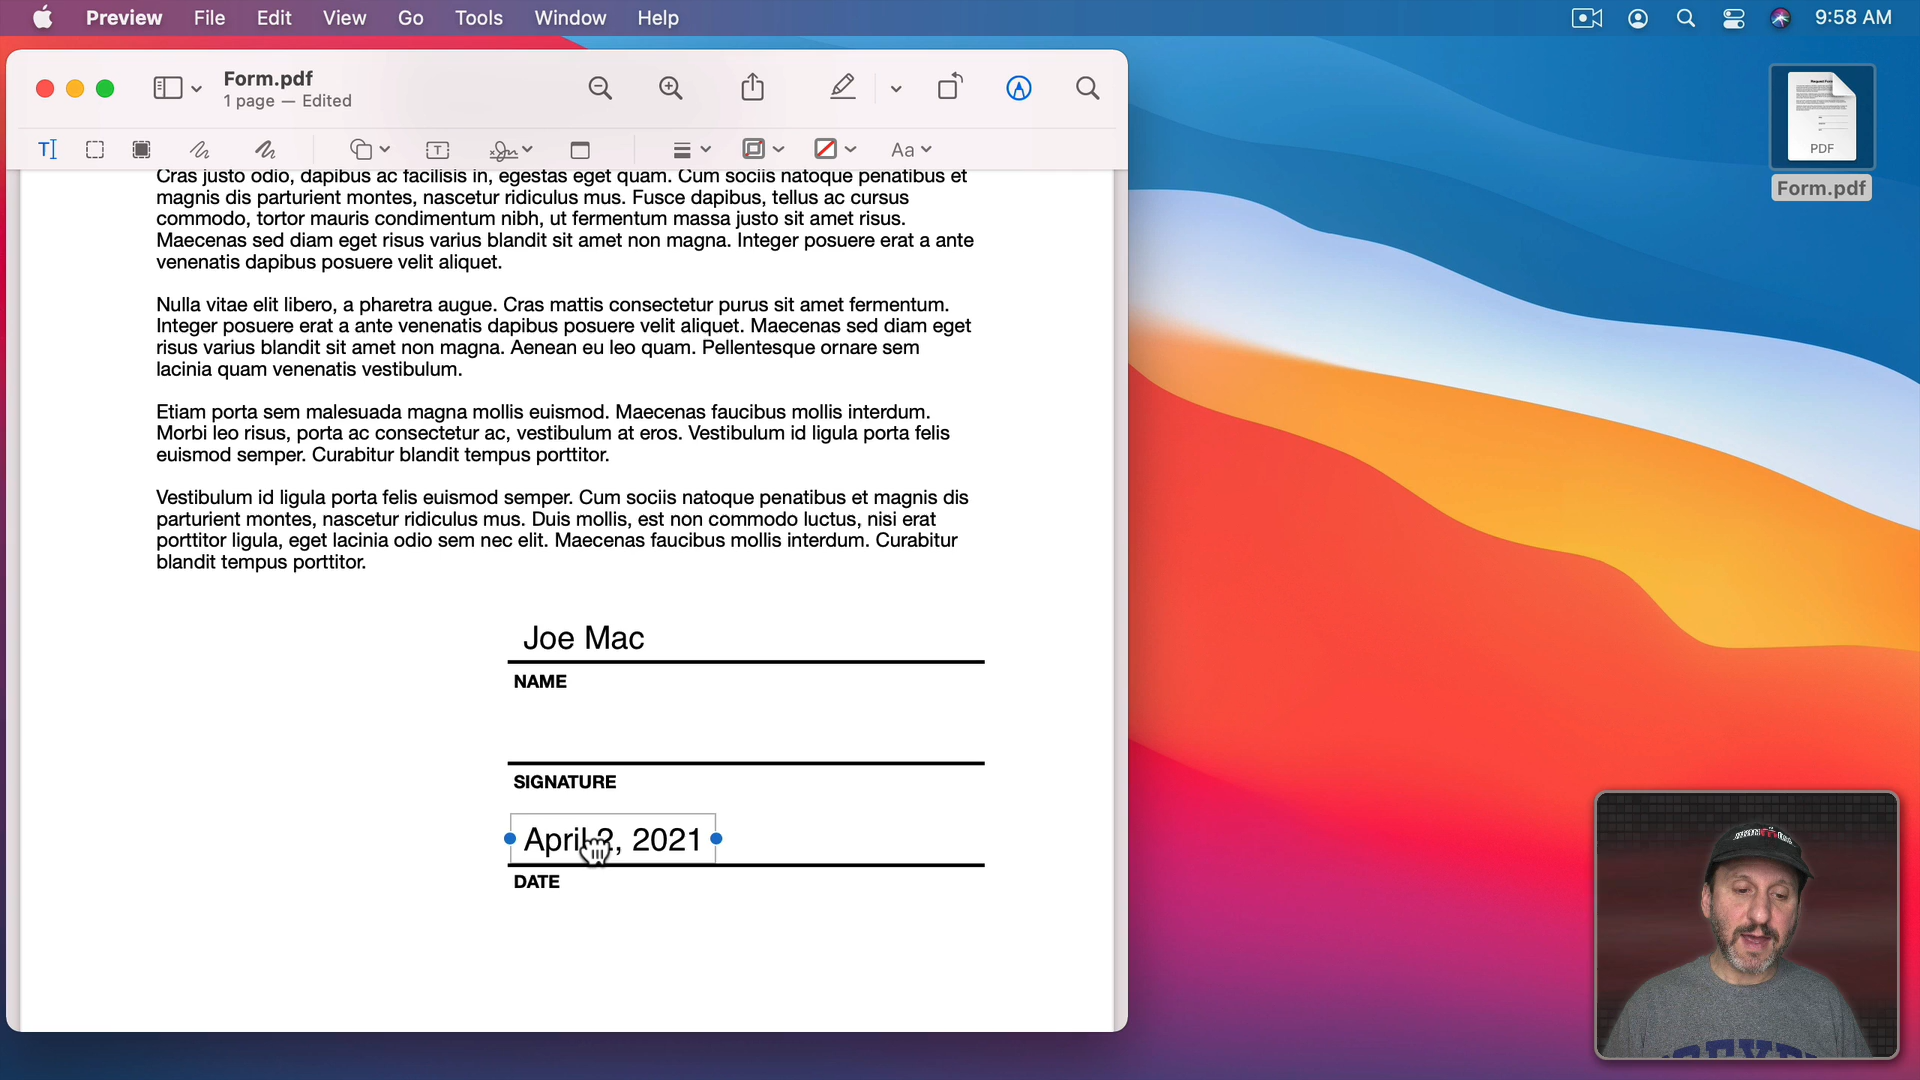 Preview File Edit View Go Tools Window Help 9:58 AM
Form.pdf
1 page — Edited
Aa
Cras justo odio, dapibus ac facilisis in, egestas eget quam. Cum sociis natoque penatibus et
magnis dis parturient montes, nascetur ridiculus mus. Fusce dapibus, tellus ac cursus
commodo, tortor mauris condimentum nibh, ut fermentum massa justo sit amet risus.
Maecenas sed diam eget risus varius blandit sit amet non magna. Integer posuere erat a ante
venenatis dapibus posuere velit aliquet.
Nulla vitae elit libero, a pharetra augue. Cras mattis consectetur purus sit amet fermentum.
Integer posuere erat a ante venenatis dapibus posuere velit aliquet. Maecenas sed diam eget
risus varius blandit sit amet non magna. Aenean eu leo quam. Pellentesque ornare sem
lacinia quam venenatis vestibulum.
Etiam porta sem malesuada magna mollis euismod. Maecenas faucibus mollis interdum.
Morbi leo risus, porta ac consectetur ac, vestibulum at eros. Vestibulum id ligula porta felis
euismod semper. Curabitur blandit tempus porttitor.
Vestibulum id ligula porta felis euismod semper. Cum sociis natoque penatibus et magnis dis
parturient montes, nascetur ridiculus mus. Duis mollis, est non commodo luctus, nisi erat
porttitor ligula, eget lacinia odio sem nec elit. Maecenas faucibus mollis interdum. Curabitur
blandit tempus porttitor.
Joe Mac
NAME
SIGNATURE
April 2, 2021
DATE
PDF
Form.pdf